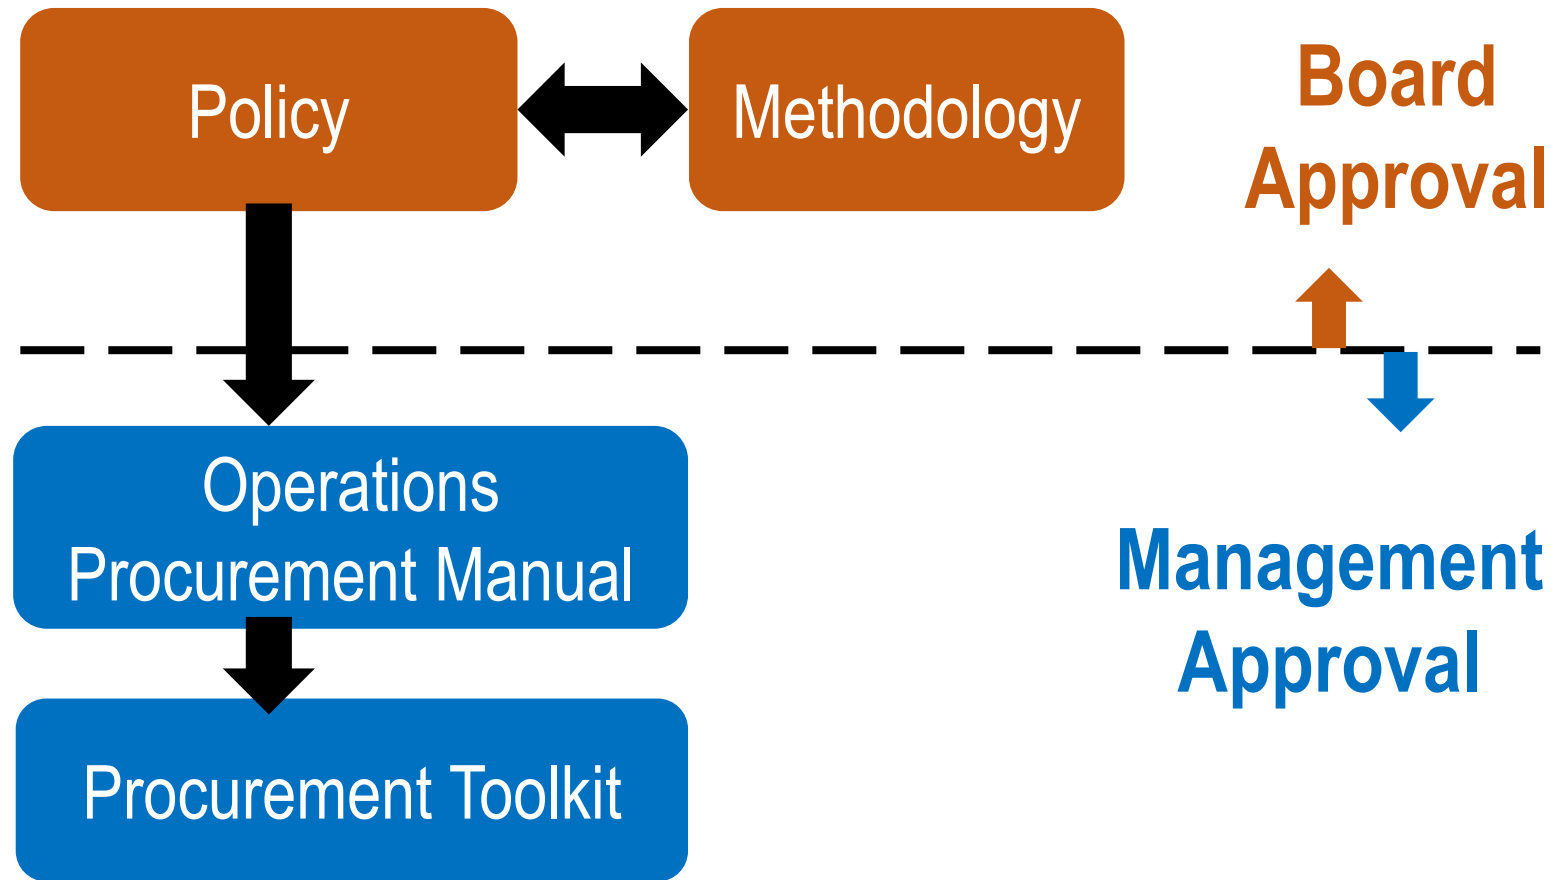 Policy
Methodology
Board
Approval
Operations
Procurement Manual
Management
Approval
Procurement Toolkit